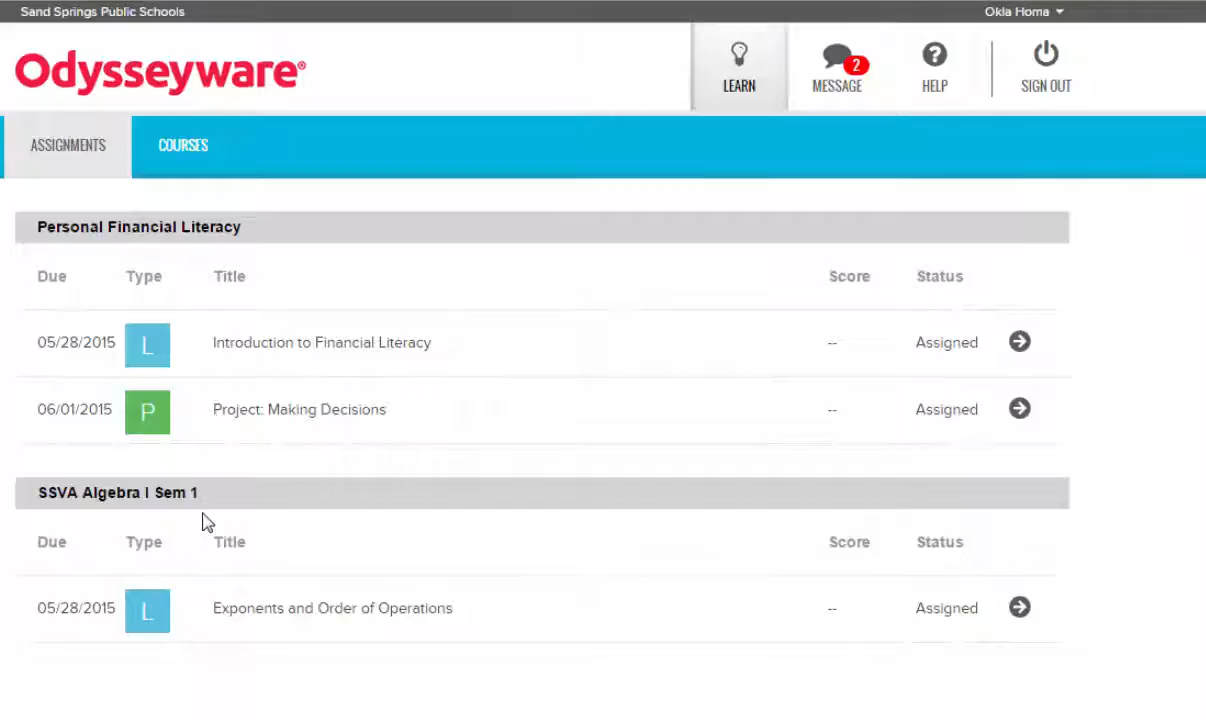 Sand Springs Public Schools Okla Homa
Odysseyware®
LEARN MESSAGE 2 HELP SIGN OUT
ASSIGNMENTS COURSES
Personal Financial Literacy
Due Type Title Score Status
05/28/2015 L Introduction to Financial Literacy -- Assigned
06/01/2015 P Project: Making Decisions -- Assigned
SSVA Algebra I Sem 1
Due Type Title Score Status
05/28/2015 L Exponents and Order of Operations -- Assigned